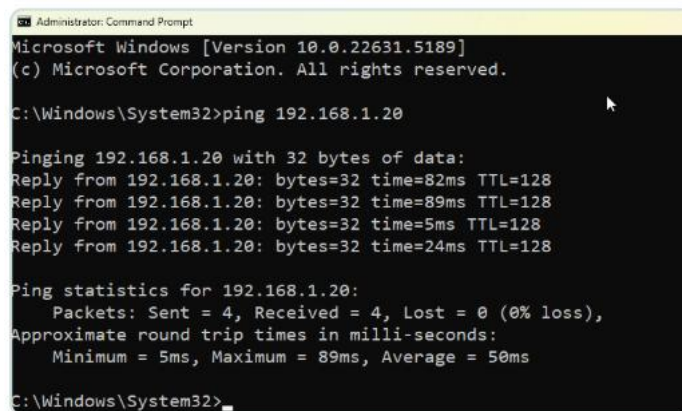 Administrator: Command Prompt
Microsoft Windows [Version 10.0.22631.5189]
(c) Microsoft Corporation. All rights reserved.
C:\Windows\System32>ping 192.168.1.20
Pinging 192.168.1.20 with 32 bytes of data:
Reply from 192.168.1.20: bytes=32 time=82ms TTL=128
Reply from 192.168.1.20: bytes=32 time=89ms TTL=128
Reply from 192.168.1.20: bytes=32 time=5ms TTL=128
Reply from 192.168.1.20: bytes=32 time=24ms TTL=128
Ping statistics for 192.168.1.20:
    Packets: Sent = 4, Received = 4, Lost = 0 (0% loss),
Approximate round trip times in milli-seconds:
    Minimum = 5ms, Maximum = 89ms, Average = 50ms
C:\Windows\System32>